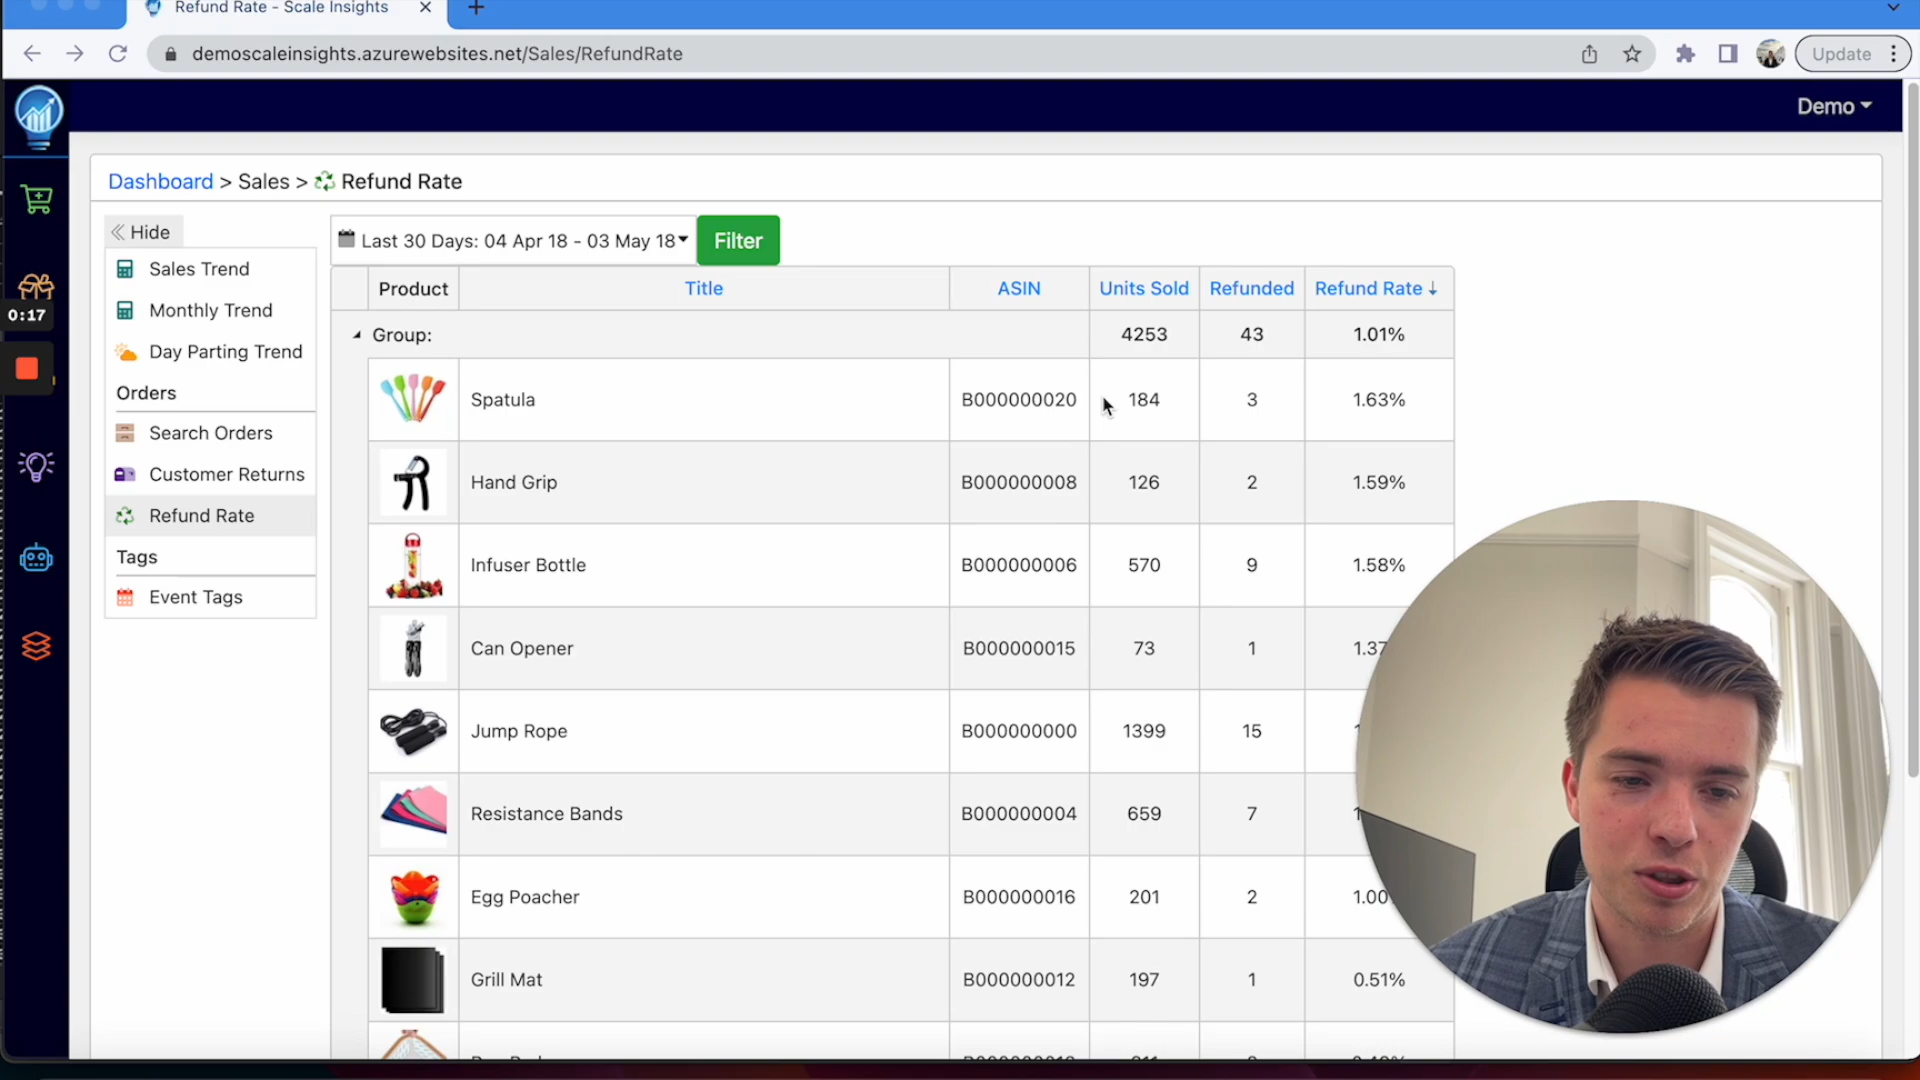 Refund Rate - Scale Insights
demoscaleinsights.azurewebsites.net/Sales/RefundRate
Update
Demo
Dashboard > Sales > Refund Rate
Hide
Last 30 Days: 04 Apr 18 - 03 May 18
Filter
Sales Trend
Monthly Trend
Day Parting Trend
Orders
Search Orders
Customer Returns
Refund Rate
Tags
Event Tags
0:17
Product Title ASIN Units Sold Refunded Refund Rate ↓
Group: 4253 43 1.01%
Spatula B000000020 184 3 1.63%
Hand Grip B000000008 126 2 1.59%
Infuser Bottle B000000006 570 9 1.58%
Can Opener B000000015 73 1 1.37
Jump Rope B000000000 1399 15
Resistance Bands B000000004 659 7
Egg Poacher B000000016 201 2 1.00
Grill Mat B000000012 197 1 0.51%